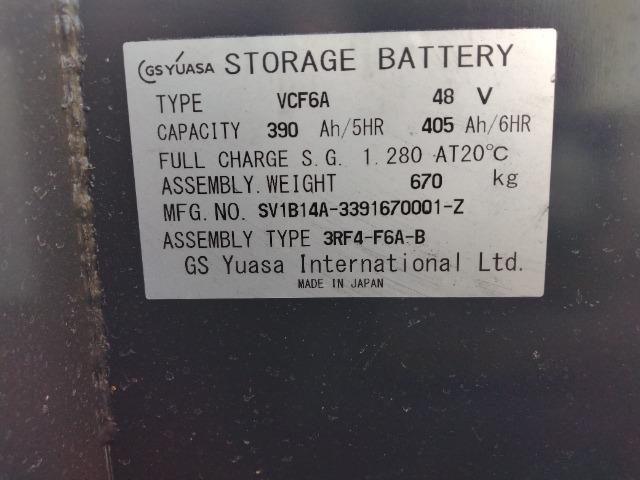 GS YUASA STORAGE BATTERY
TYPE VCF6A 48 V
CAPACITY 390 Ah/5HR 405 Ah/6HR
FULL CHARGE S.G. 1.280 AT20℃
ASSEMBLY.WEIGHT 670 kg
MFG.NO. SV1B14A-3391670001-Z
ASSEMBLY TYPE 3RF4-F6A-B
GS Yuasa International Ltd.
MADE IN JAPAN